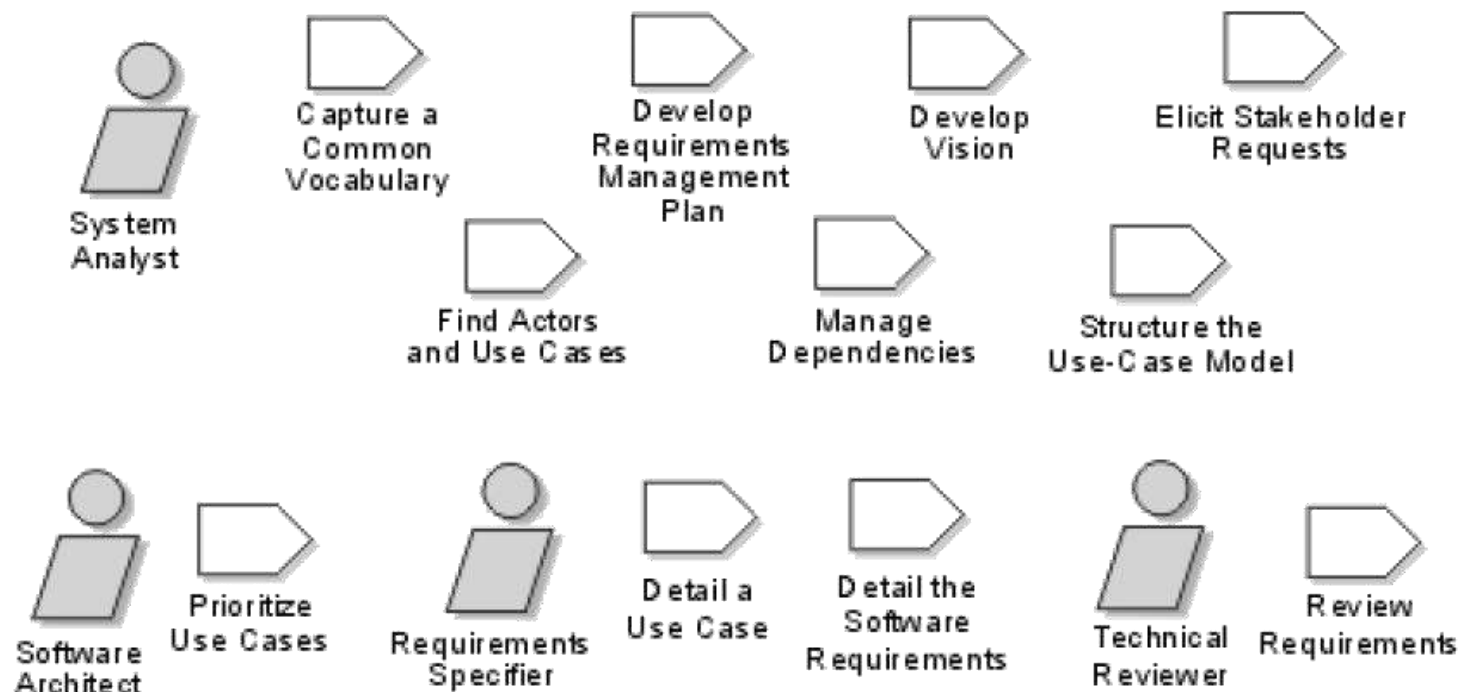 Capture a
Common
Vocabulary
Develop
Requirements
Management
Plan
Develop
Vision
Elicit Stakeholder
Requests
System
Analyst
Find Actors
and Use Cases
Manage
Dependencies
Structure the
Use-Case Model
Prioritize
Use Cases
Software
Architect
Requirements
Specifier
Detail a
Use Case
Detail the
Software
Requirements
Technical
Reviewer
Review
Requirements